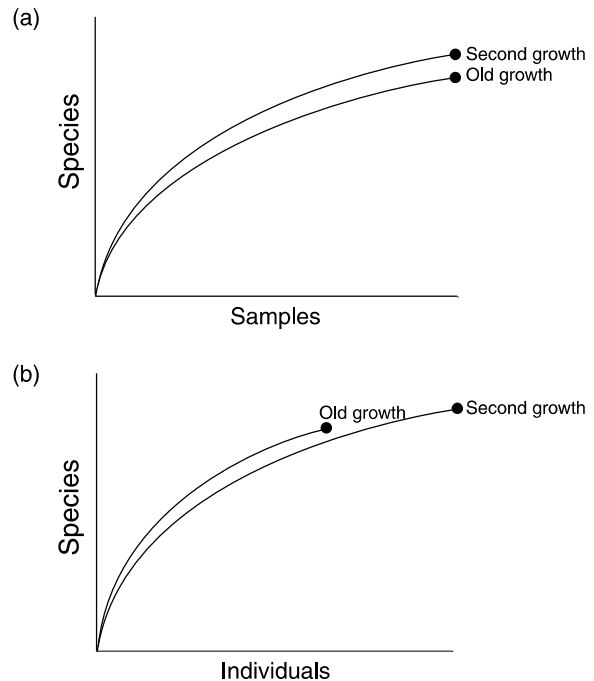 (a)
Second growth
Old growth
Species
Samples
(b)
Old growth
Second growth
Species
Individuals